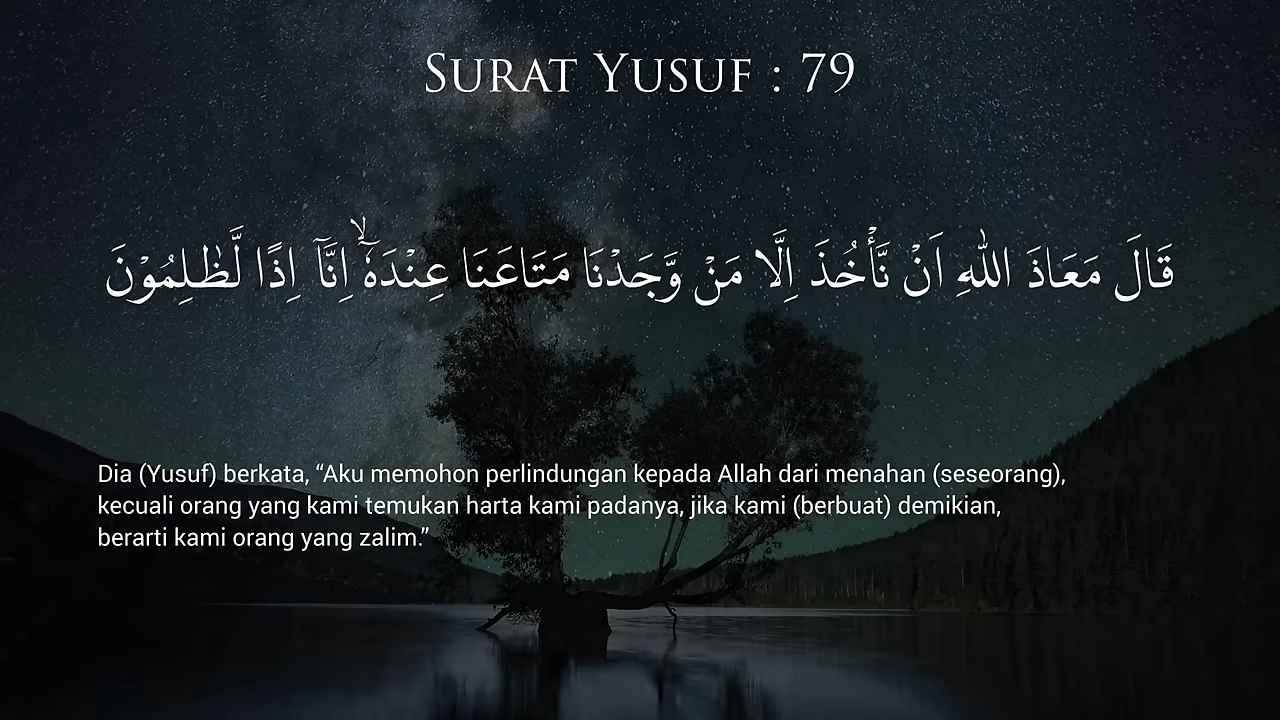 SURAT YUSUF : 79
قَالَ مَعَاذَ اللّٰهِ اَنْ نَّأْخُذَ اِلَّا مَنْ وَّجَدْنَا مَتَاعَنَا عِنْدَهٗٓ ۙاِنَّآ اِذًا لَّظٰلِمُوْنَ
Dia (Yusuf) berkata, “Aku memohon perlindungan kepada Allah dari menahan (seseorang),
kecuali orang yang kami temukan harta kami padanya, jika kami (berbuat) demikian,
berarti kami orang yang zalim.”